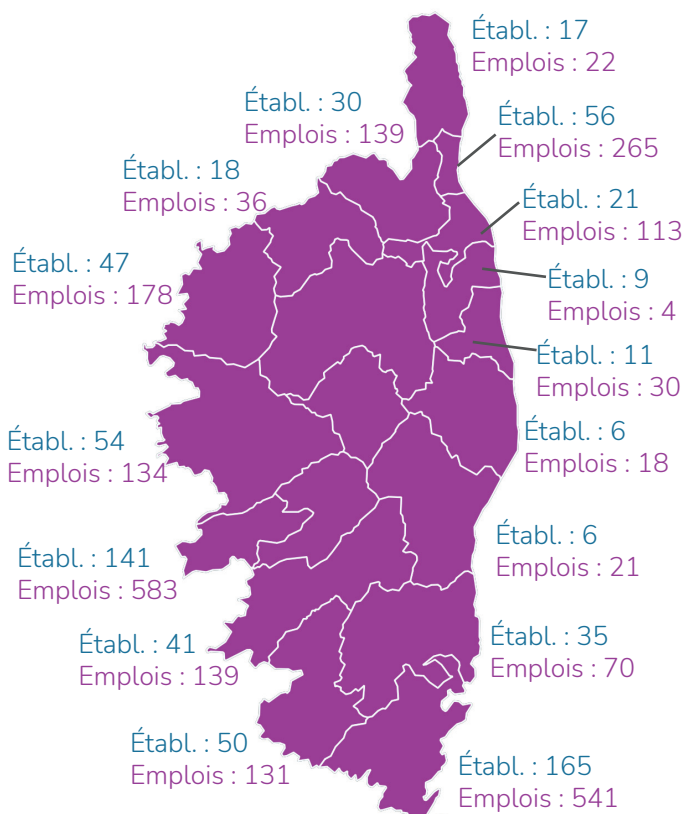 Établ. : 17
Emplois : 22
Établ. : 30
Emplois : 139
Établ. : 56
Emplois : 265
Établ. : 18
Emplois : 36
Établ. : 21
Emplois : 113
Établ. : 47
Emplois : 178
Établ. : 9
Emplois : 4
Établ. : 11
Emplois : 30
Établ. : 54
Emplois : 134
Établ. : 6
Emplois : 18
Établ. : 141
Emplois : 583
Établ. : 6
Emplois : 21
Établ. : 41
Emplois : 139
Établ. : 35
Emplois : 70
Établ. : 50
Emplois : 131
Établ. : 165
Emplois : 541